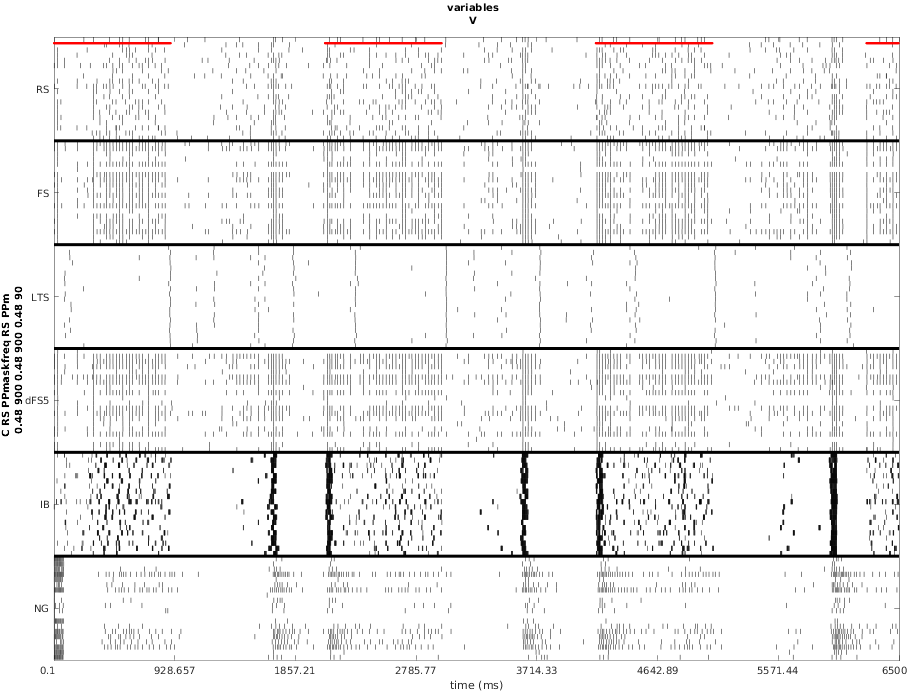 variables
V
RS
FS
LTS
dFS5
IB
NG
C RS PPmaskfreq RS PPm
0.48 900 0.48 900 0.48 90
0.1 928.657 1857.21 2785.77 3714.33 4642.89 5571.44 6500
time (ms)